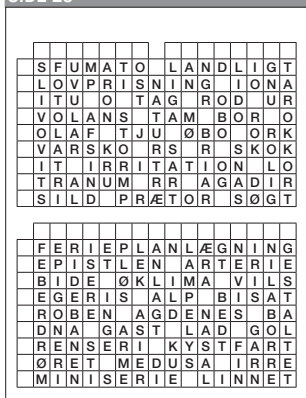 SFUMATO LANDLIGT
LOVPRISNING IONA
ITU O TAG ROD UR
VOLANS TAM BOR O
OLAF TJU ØBO ORK
VARSKO RS R SKOK
IT IRRITATION LO
TRANUM RR AGADIR
SILD PRÆTOR SØGT
FERIEPLANLÆGNING
EPISTLEN ARTERIE
BIDE ØKLIMA VILS
EGERIS ALP BISAT
ROBEN AGDENES BA
DNA GAST LAD GOL
RENSERI KYSTFART
ØRET MEDUSA IRRE
MINISERIE LINNET